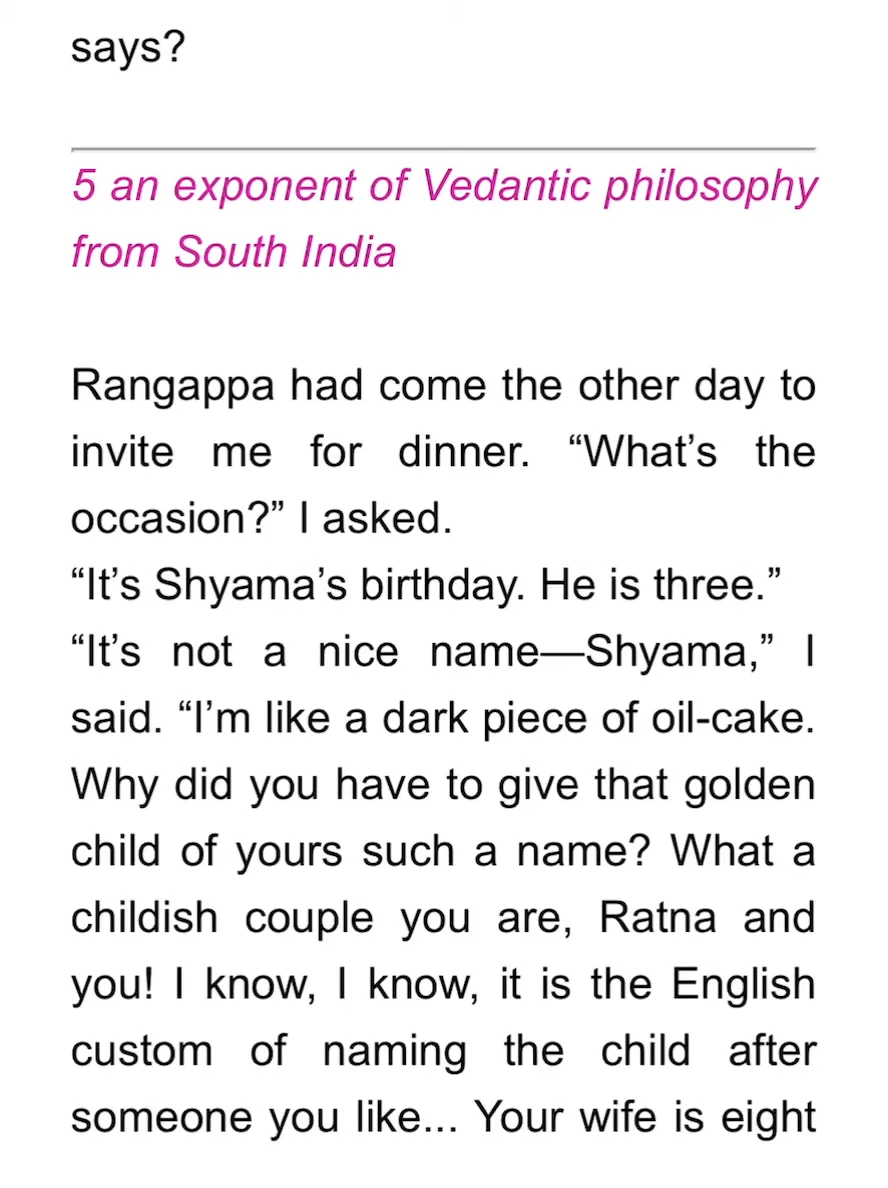 says?
5 an exponent of Vedantic philosophy
from South India
Rangappa had come the other day to
invite me for dinner. “What’s the
occasion?” I asked.
“It’s Shyama’s birthday. He is three.”
“It’s not a nice name—Shyama,” I
said. “I’m like a dark piece of oil-cake.
Why did you have to give that golden
child of yours such a name? What a
childish couple you are, Ratna and
you! I know, I know, it is the English
custom of naming the child after
someone you like... Your wife is eight